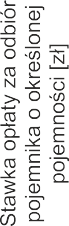 Stawka opłaty za odbiór
pojemnika o określonej
pojemności [zł]